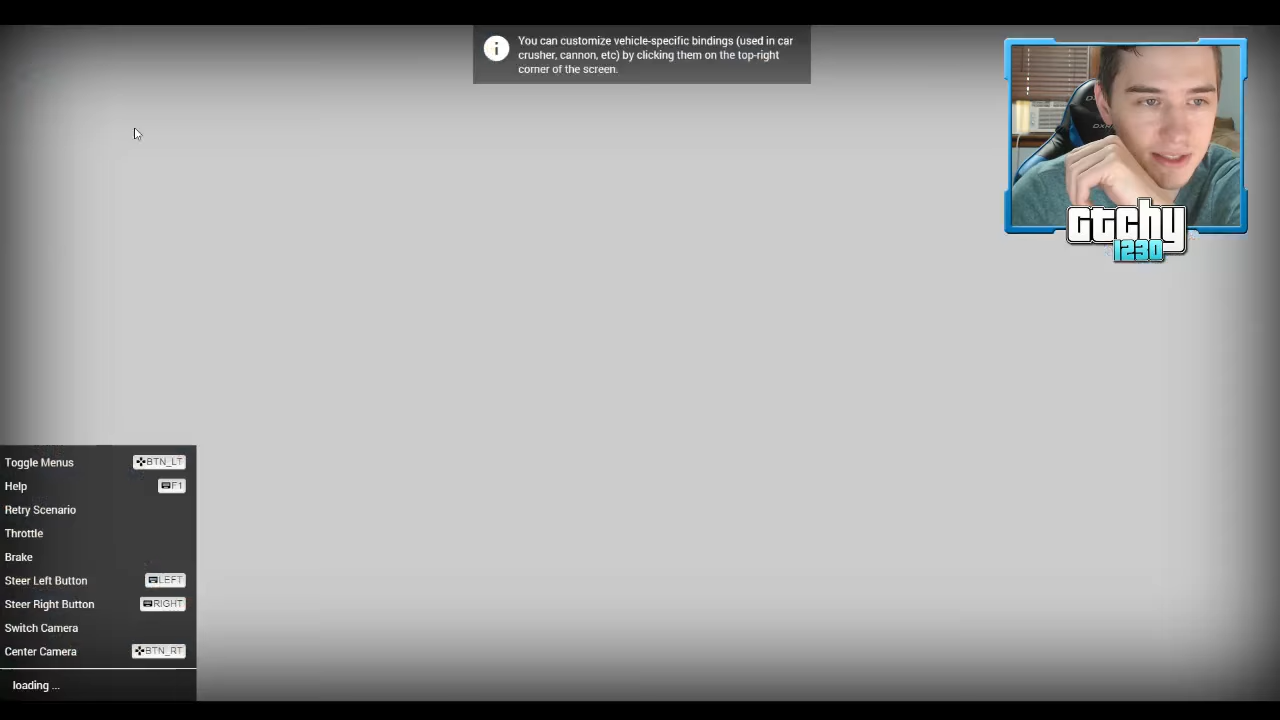 You can customize vehicle-specific bindings (used in car
crusher, cannon, etc) by clicking them on the top-right
corner of the screen.
GTCHY
1230
Toggle Menus BTN_LT
Help F1
Retry Scenario
Throttle
Brake
Steer Left Button LEFT
Steer Right Button RIGHT
Switch Camera
Center Camera BTN_RT
loading ...